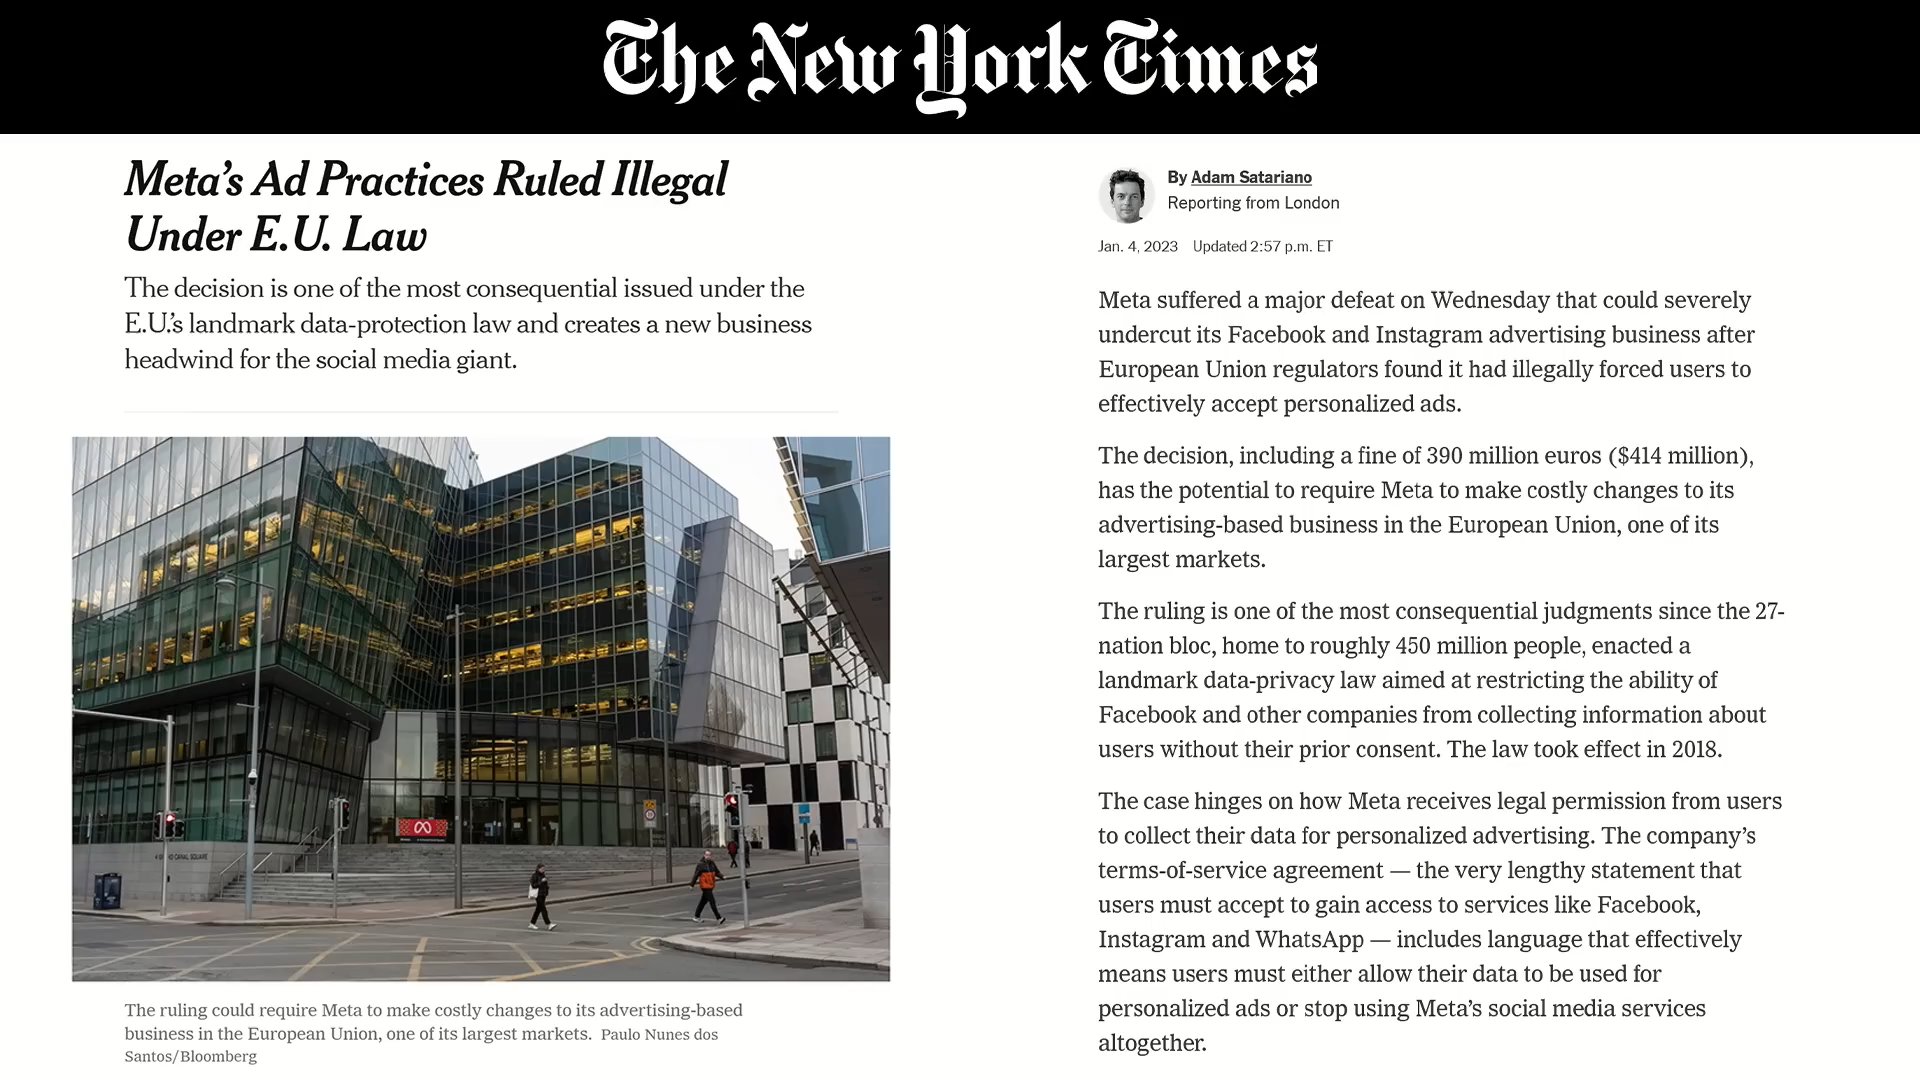 The New York Times
Meta's Ad Practices Ruled Illegal
Under E.U. Law
The decision is one of the most consequential issued under the
E.U.'s landmark data-protection law and creates a new business
headwind for the social media giant.
4 GRAND CANAL SQUARE
The ruling could require Meta to make costly changes to its advertising-based
business in the European Union, one of its largest markets. Paulo Nunes dos
Santos/Bloomberg
By Adam Satariano
Reporting from London
Jan. 4, 2023 Updated 2:57 p.m. ET
Meta suffered a major defeat on Wednesday that could severely
undercut its Facebook and Instagram advertising business after
European Union regulators found it had illegally forced users to
effectively accept personalized ads.
The decision, including a fine of 390 million euros ($414 million),
has the potential to require Meta to make costly changes to its
advertising-based business in the European Union, one of its
largest markets.
The ruling is one of the most consequential judgments since the 27-
nation bloc, home to roughly 450 million people, enacted a
landmark data-privacy law aimed at restricting the ability of
Facebook and other companies from collecting information about
users without their prior consent. The law took effect in 2018.
The case hinges on how Meta receives legal permission from users
to collect their data for personalized advertising. The company's
terms-of-service agreement — the very lengthy statement that
users must accept to gain access to services like Facebook,
Instagram and WhatsApp — includes language that effectively
means users must either allow their data to be used for
personalized ads or stop using Meta's social media services
altogether.